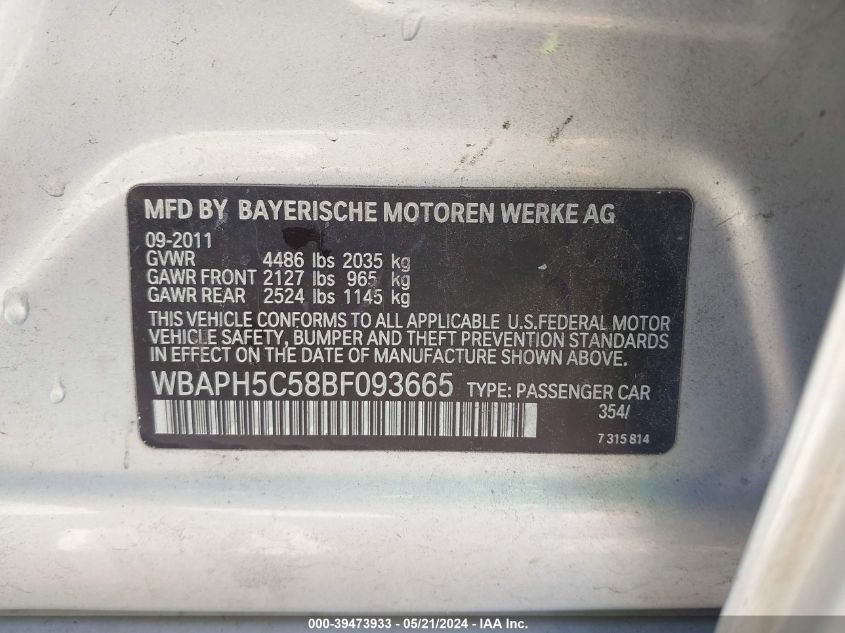 MFD BY BAYERISCHE MOTOREN WERKE AG
09-2011
GVWR 4486 lbs 2035 kg
GAWR FRONT 2127 lbs 965 kg
GAWR REAR 2524 lbs 1145 kg
THIS VEHICLE CONFORMS TO ALL APPLICABLE U.S.FEDERAL MOTOR
VEHICLE SAFETY, BUMPER AND THEFT PREVENTION STANDARDS
IN EFFECT ON THE DATE OF MANUFACTURE SHOWN ABOVE.
WBAPH5C58BF093665 TYPE: PASSENGER CAR
354/
7 315 814
000-39473933 - 05/21/2024 - IAA, Inc.